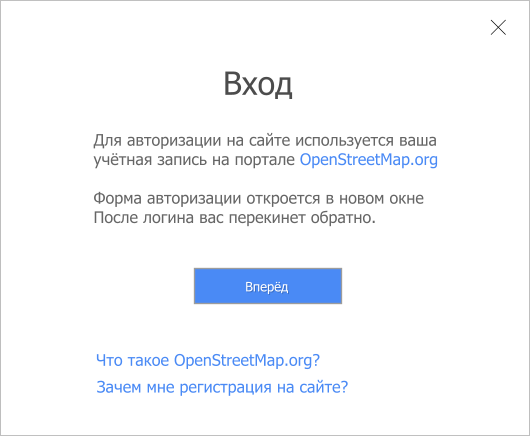 Вход
Для авторизации на сайте используется ваша
учётная запись на портале OpenStreetMap.org
Форма авторизации откроется в новом окне
После логина вас перекинет обратно.
Вперёд
Что такое OpenStreetMap.org?
Зачем мне регистрация на сайте?